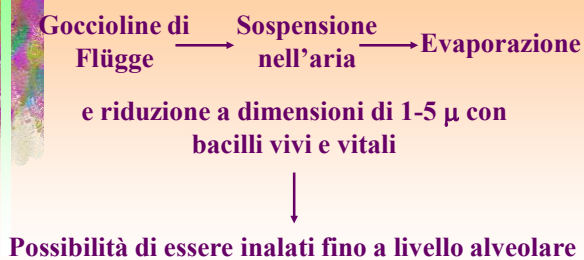 Goccioline di Flügge → Sospensione nell'aria → Evaporazione
e riduzione a dimensioni di 1-5 μ con
bacilli vivi e vitali
↓
Possibilità di essere inalati fino a livello alveolare